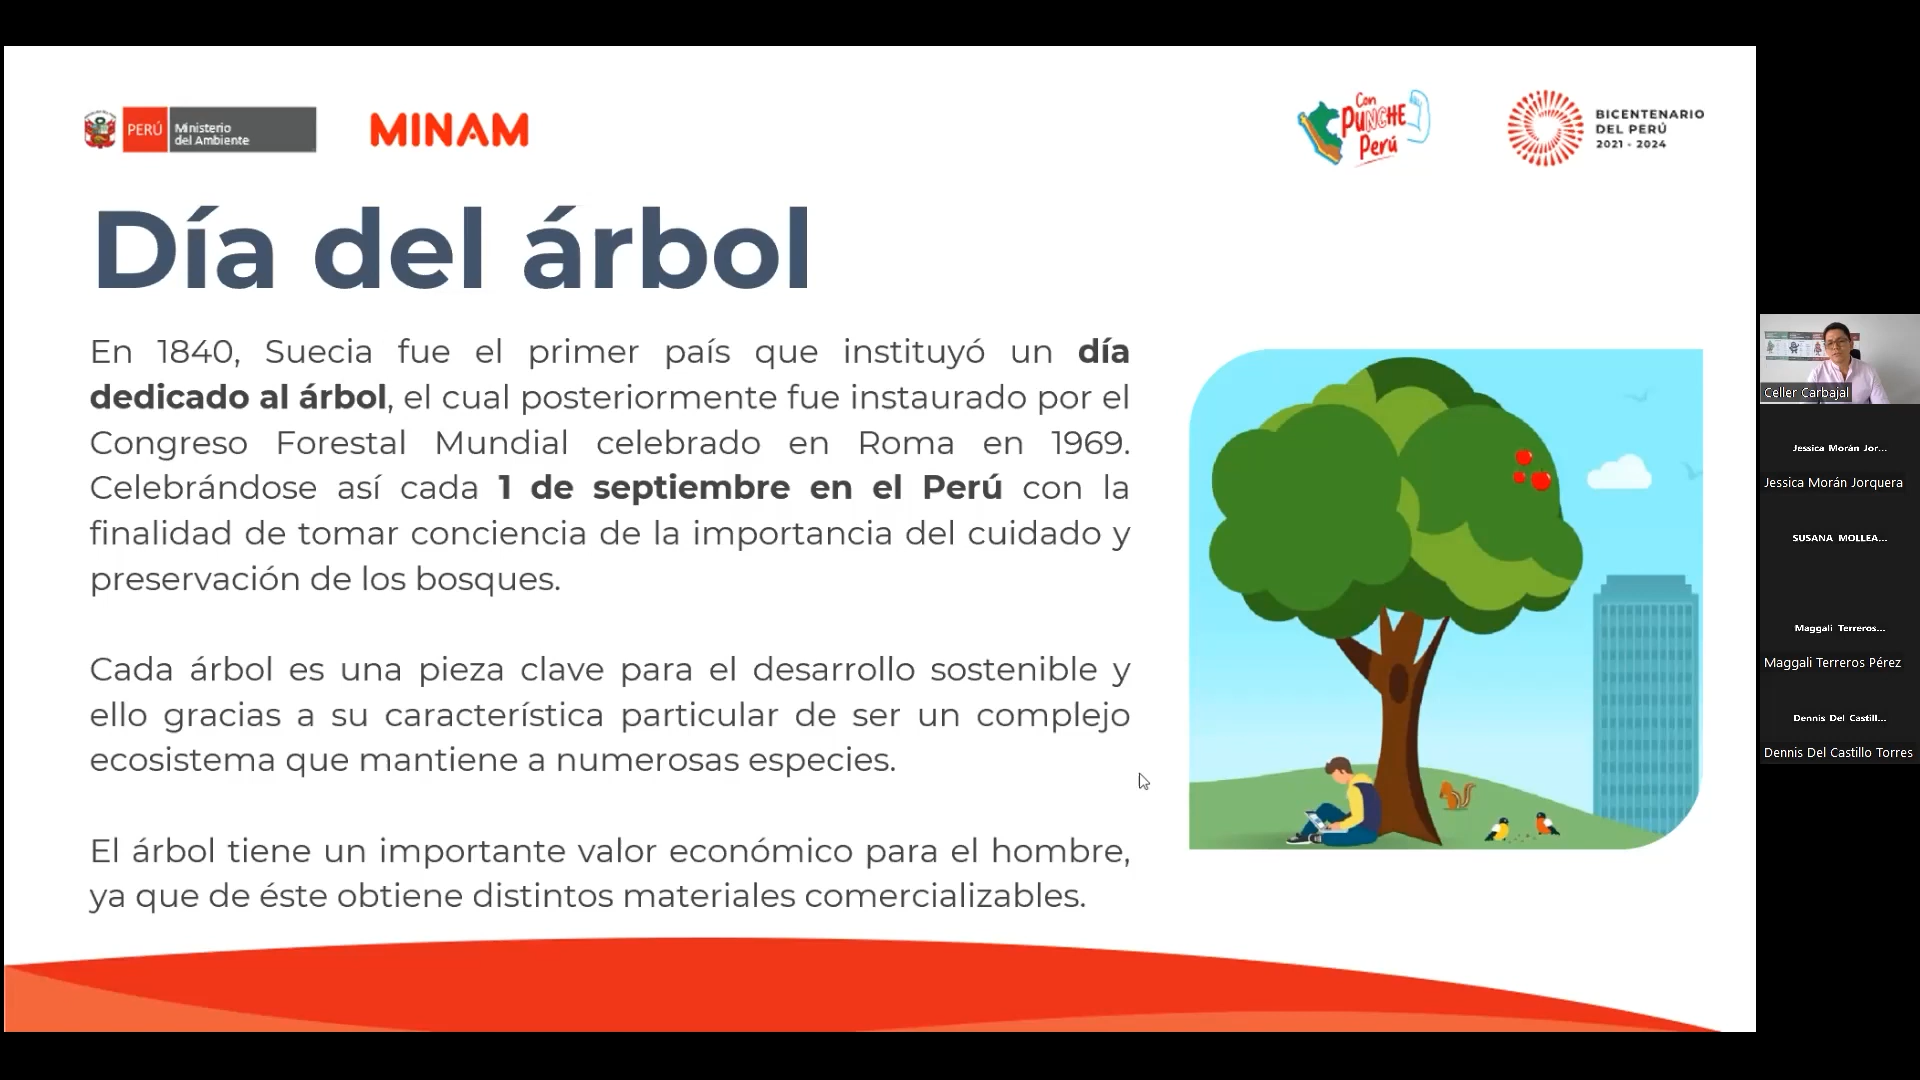 PERÚ
Ministerio
del Ambiente
MINAM
Con
PUNCHE
Perú
BICENTENARIO
DEL PERÚ
2021 - 2024
Día del árbol
En 1840, Suecia fue el primer país que instituyó un día
dedicado al árbol, el cual posteriormente fue instaurado por el
Congreso Forestal Mundial celebrado en Roma en 1969.
Celebrándose así cada 1 de septiembre en el Perú con la
finalidad de tomar conciencia de la importancia del cuidado y
preservación de los bosques.
Cada árbol es una pieza clave para el desarrollo sostenible y
ello gracias a su característica particular de ser un complejo
ecosistema que mantiene a numerosas especies.
El árbol tiene un importante valor económico para el hombre,
ya que de éste obtiene distintos materiales comercializables.
Celler Carbajal
Jessica Morán Jor...
Jessica Morán Jorquera
SUSANA MOLLEA...
Maggali Terreros...
Maggali Terreros Pérez
Dennis Del Castill...
Dennis Del Castillo Torres